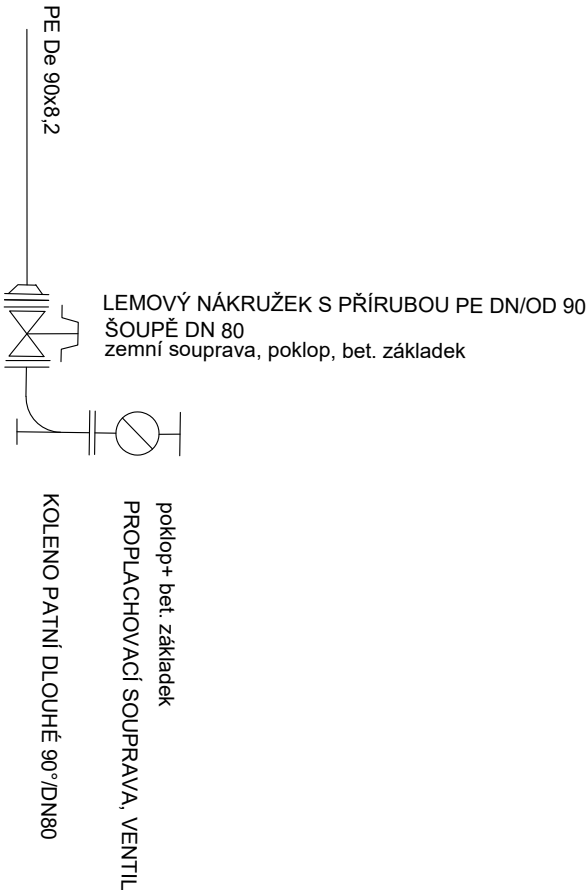 PE De 90x8,2
LEMOVÝ NÁKRUŽEK S PŘÍRUBOU PE DN/OD 90
ŠOUPĚ DN 80
zemní souprava, poklop, bet. základek
poklop+ bet. základek
PROPLACHOVACÍ SOUPRAVA, VENTIL
KOLENO PATNÍ DLOUHÉ 90°/DN80